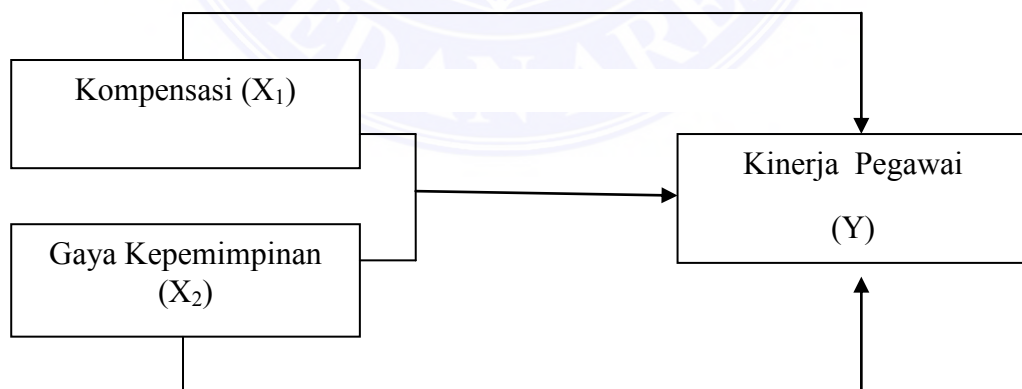 Kompensasi (X₁)
Kinerja Pegawai
(Y)
Gaya Kepemimpinan
(X₂)